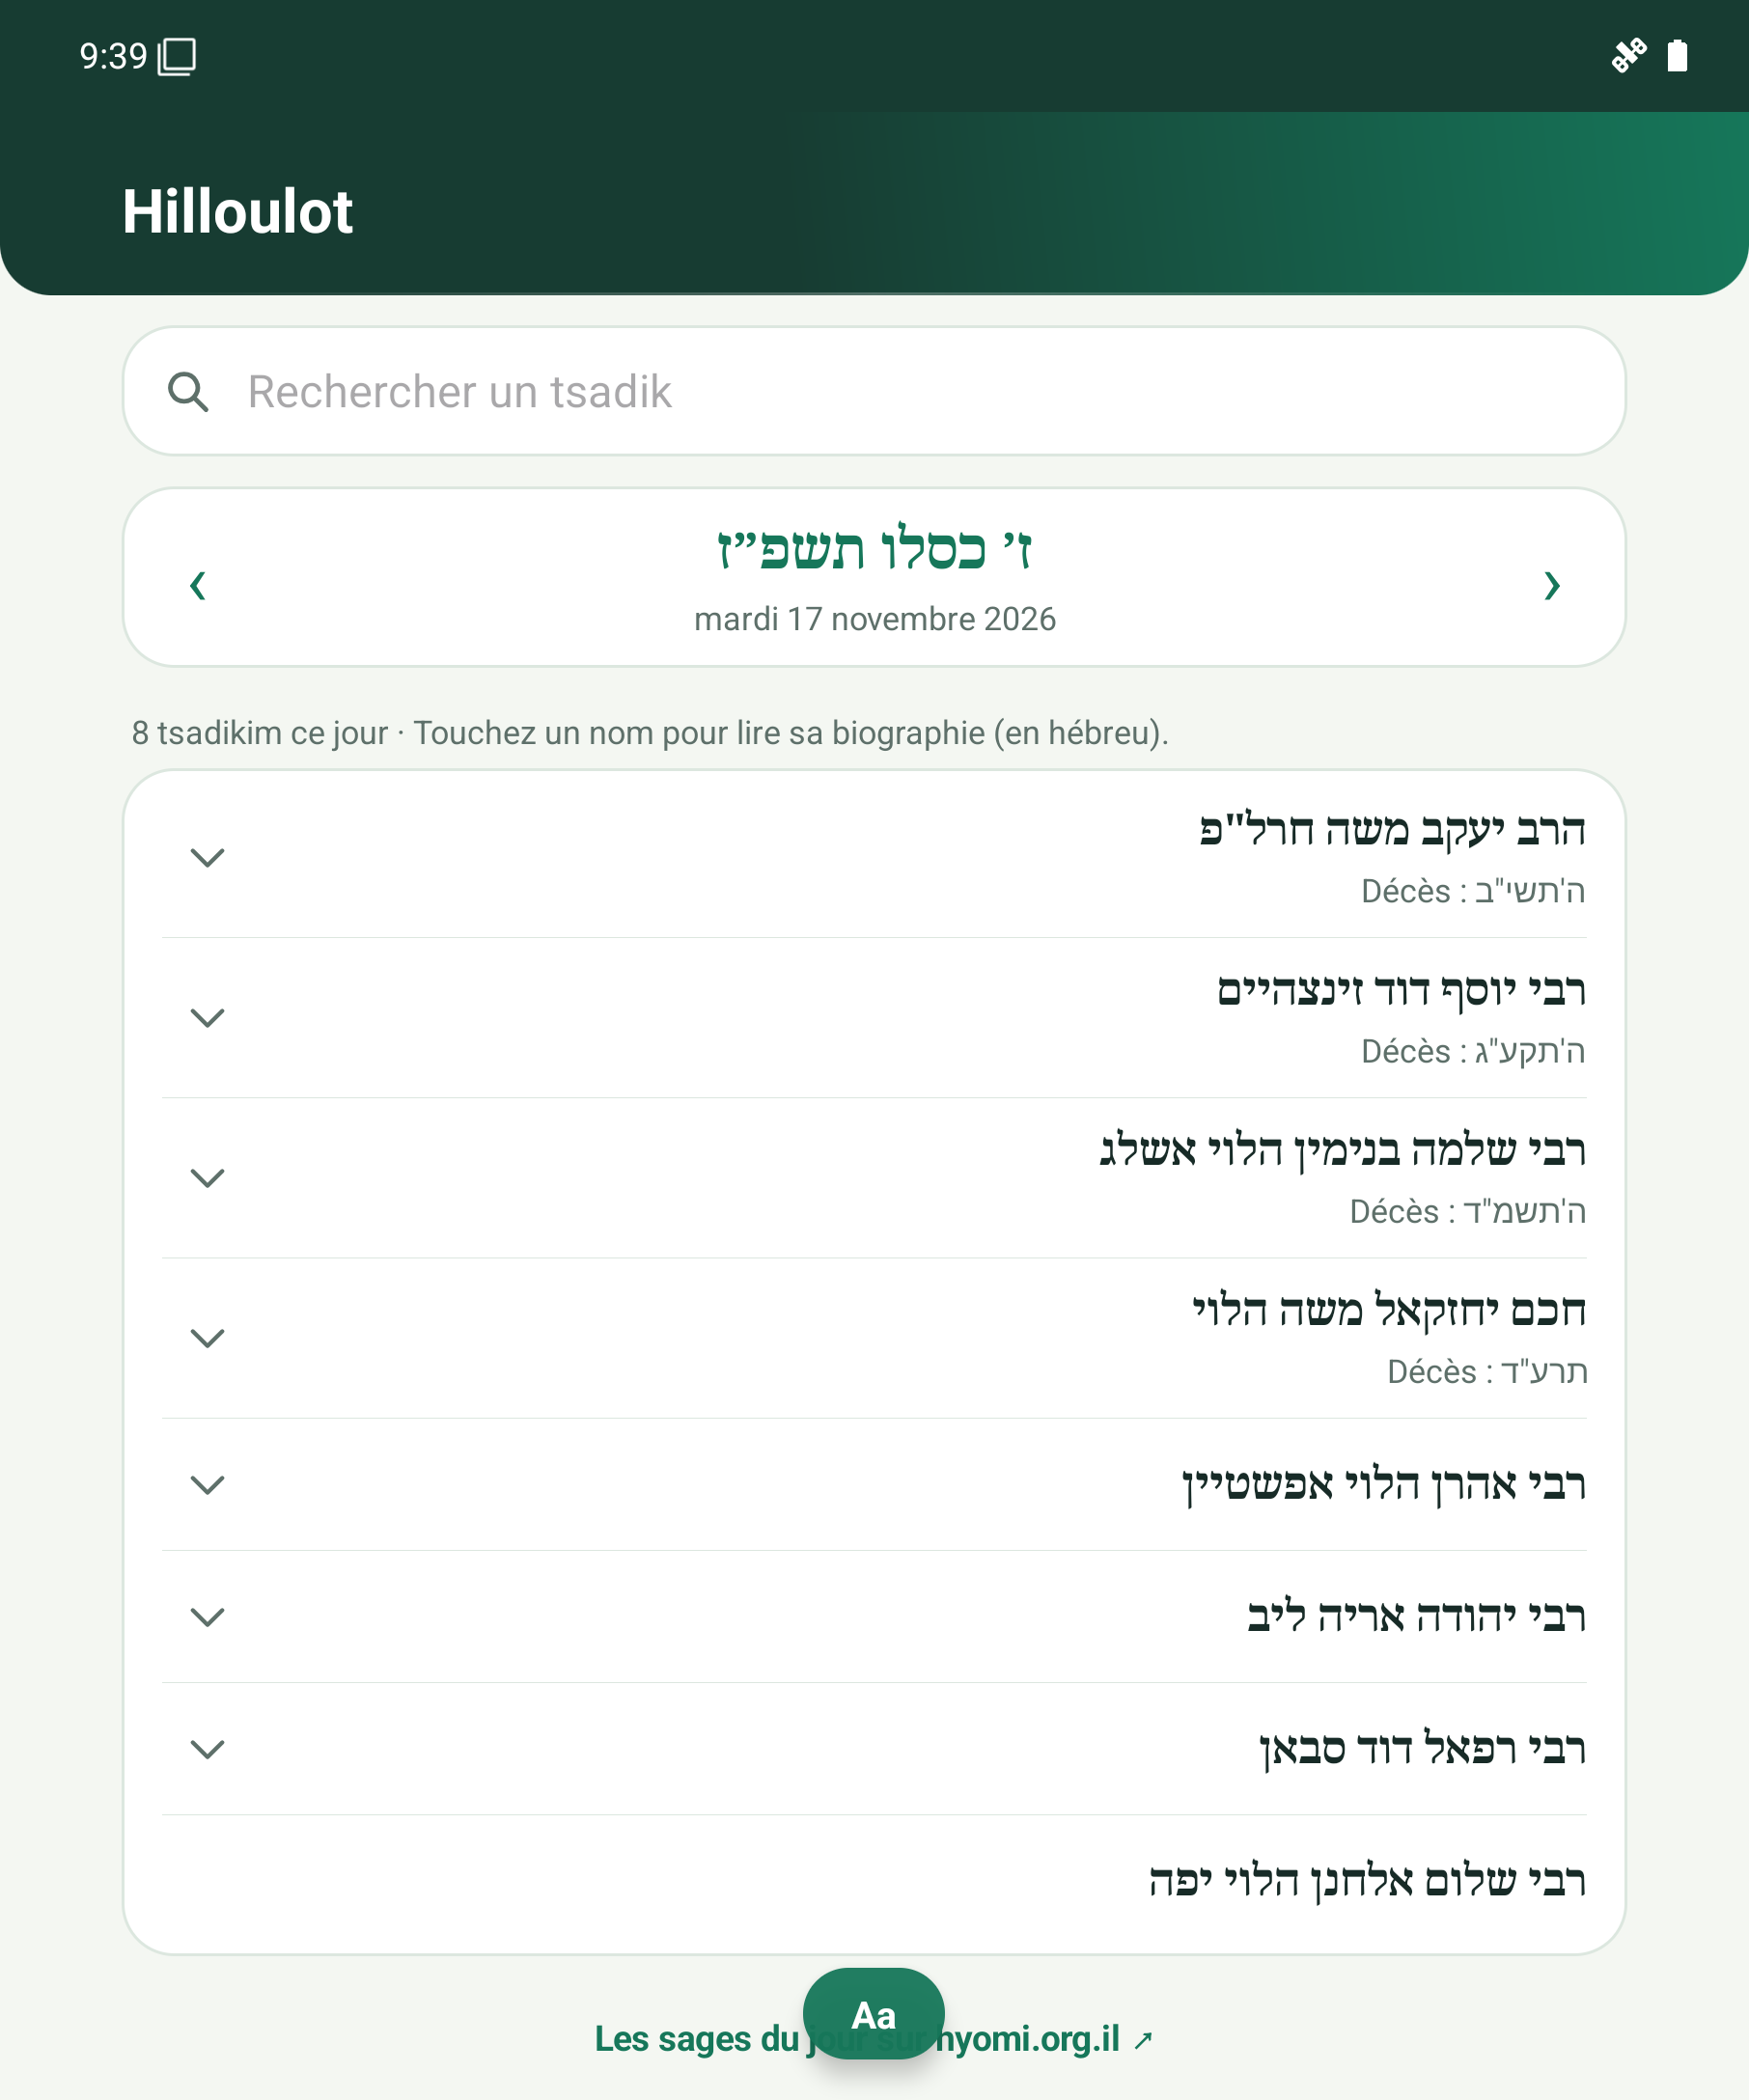 9:39
Hilloulot
Rechercher un tsadik
ז׳ כסלו תשפ״ז
mardi 17 novembre 2026
8 tsadikim ce jour · Touchez un nom pour lire sa biographie (en hébreu).
הרב יעקב משה חרל"פ
Décès : ה'תשי"ב
רבי יוסף דוד זינצהיים
Décès : ה'תקע"ג
רבי שלמה בנימין הלוי אשלג
Décès : ה'תשמ"ד
חכם יחזקאל משה הלוי
Décès : תרע"ד
רבי אהרן הלוי אפשטיין
רבי יהודה אריה ליב
רבי רפאל דוד סבאן
רבי שלום אלחנן הלוי יפה
Aa
Les sages du jour sur hyomi.org.il ↗